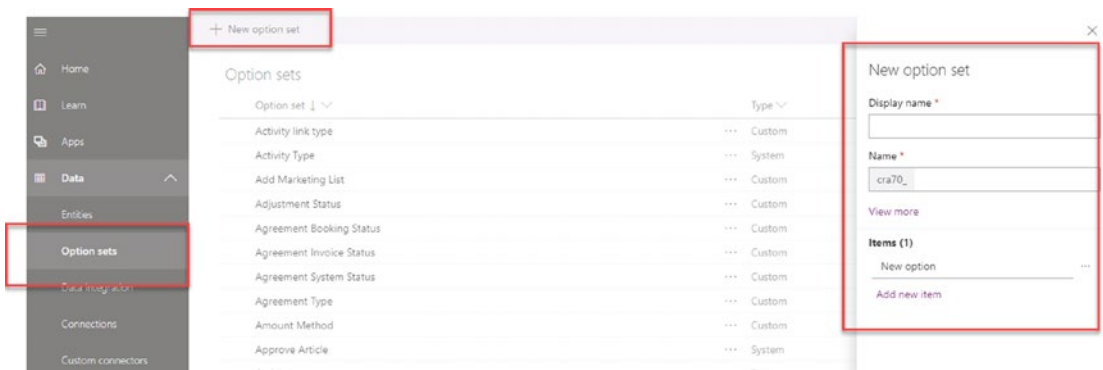 + New option set
Home
Learn
Apps
Data
Entities
Option sets
Data integration
Connections
Custom connectors
Option sets
Option set ↓ Type
Activity link type ... Custom
Activity Type ... System
Add Marketing List ... Custom
Adjustment Status ... Custom
Agreement Booking Status ... Custom
Agreement Invoice Status ... Custom
Agreement System Status ... Custom
Agreement Type ... Custom
Amount Method ... Custom
Approve Article ... System
New option set
Display name *
Name *
cra70_
View more
Items (1)
New option ...
Add new item